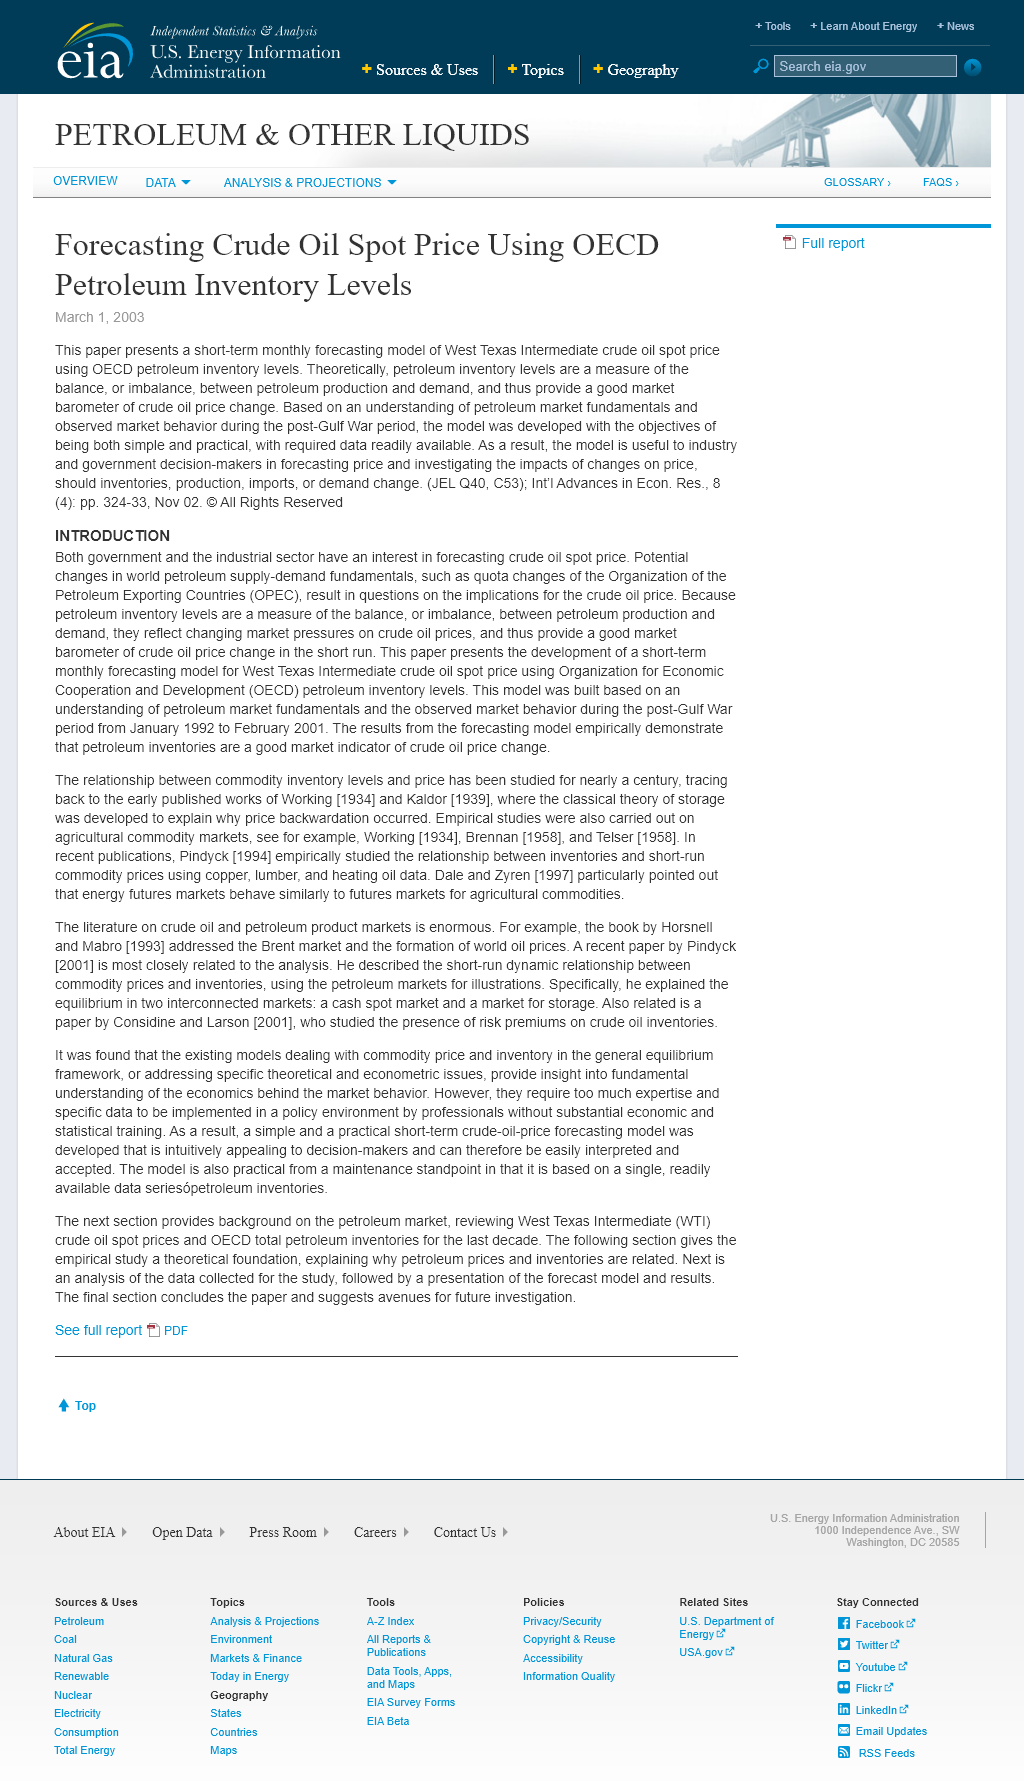 Independent Statistics & Analysis
U.S. Energy Information
Administration
eia
+ Sources & Uses
+ Topics
+ Geography
+ Tools
+ Learn About Energy
+ News
Search eia.gov
PETROLEUM & OTHER LIQUIDS
OVERVIEW
DATA
ANALYSIS & PROJECTIONS
GLOSSARY ›
FAQS ›
Forecasting Crude Oil Spot Price Using OECD
Petroleum Inventory Levels
March 1, 2003
Full report
This paper presents a short-term monthly forecasting model of West Texas Intermediate crude oil spot price
using OECD petroleum inventory levels. Theoretically, petroleum inventory levels are a measure of the
balance, or imbalance, between petroleum production and demand, and thus provide a good market
barometer of crude oil price change. Based on an understanding of petroleum market fundamentals and
observed market behavior during the post-Gulf War period, the model was developed with the objectives of
being both simple and practical, with required data readily available. As a result, the model is useful to industry
and government decision-makers in forecasting price and investigating the impacts of changes on price,
should inventories, production, imports, or demand change. (JEL Q40, C53); Int'l Advances in Econ. Res., 8
(4): pp. 324-33, Nov 02. © All Rights Reserved
INTRODUCTION
Both government and the industrial sector have an interest in forecasting crude oil spot price. Potential
changes in world petroleum supply-demand fundamentals, such as quota changes of the Organization of the
Petroleum Exporting Countries (OPEC), result in questions on the implications for the crude oil price. Because
petroleum inventory levels are a measure of the balance, or imbalance, between petroleum production and
demand, they reflect changing market pressures on crude oil prices, and thus provide a good market
barometer of crude oil price change in the short run. This paper presents the development of a short-term
monthly forecasting model for West Texas Intermediate crude oil spot price using Organization for Economic
Cooperation and Development (OECD) petroleum inventory levels. This model was built based on an
understanding of petroleum market fundamentals and the observed market behavior during the post-Gulf War
period from January 1992 to February 2001. The results from the forecasting model empirically demonstrate
that petroleum inventories are a good market indicator of crude oil price change.
The relationship between commodity inventory levels and price has been studied for nearly a century, tracing
back to the early published works of Working [1934] and Kaldor [1939], where the classical theory of storage
was developed to explain why price backwardation occurred. Empirical studies were also carried out on
agricultural commodity markets, see for example, Working [1934], Brennan [1958], and Telser [1958]. In
recent publications, Pindyck [1994] empirically studied the relationship between inventories and short-run
commodity prices using copper, lumber, and heating oil data. Dale and Zyren [1997] particularly pointed out
that energy futures markets behave similarly to futures markets for agricultural commodities.
The literature on crude oil and petroleum product markets is enormous. For example, the book by Horsnell
and Mabro [1993] addressed the Brent market and the formation of world oil prices. A recent paper by Pindyck
[2001] is most closely related to the analysis. He described the short-run dynamic relationship between
commodity prices and inventories, using the petroleum markets for illustrations. Specifically, he explained the
equilibrium in two interconnected markets: a cash spot market and a market for storage. Also related is a
paper by Considine and Larson [2001], who studied the presence of risk premiums on crude oil inventories.
It was found that the existing models dealing with commodity price and inventory in the general equilibrium
framework, or addressing specific theoretical and econometric issues, provide insight into fundamental
understanding of the economics behind the market behavior. However, they require too much expertise and
specific data to be implemented in a policy environment by professionals without substantial economic and
statistical training. As a result, a simple and a practical short-term crude-oil-price forecasting model was
developed that is intuitively appealing to decision-makers and can therefore be easily interpreted and
accepted. The model is also practical from a maintenance standpoint in that it is based on a single, readily
available data seriesópetroleum inventories.
The next section provides background on the petroleum market, reviewing West Texas Intermediate (WTI)
crude oil spot prices and OECD total petroleum inventories for the last decade. The following section gives the
empirical study a theoretical foundation, explaining why petroleum prices and inventories are related. Next is
an analysis of the data collected for the study, followed by a presentation of the forecast model and results.
The final section concludes the paper and suggests avenues for future investigation.
See full report PDF
Top
About EIA
Open Data
Press Room
Careers
Contact Us
U.S. Energy Information Administration
1000 Independence Ave., SW
Washington, DC 20585
Sources & Uses
Petroleum
Coal
Natural Gas
Renewable
Nuclear
Electricity
Consumption
Total Energy
Topics
Analysis & Projections
Environment
Markets & Finance
Today in Energy
Geography
States
Countries
Maps
Tools
A-Z Index
All Reports &
Publications
Data Tools, Apps,
and Maps
EIA Survey Forms
EIA Beta
Policies
Privacy/Security
Copyright & Reuse
Accessibility
Information Quality
Related Sites
U.S. Department of
Energy
USA.gov
Stay Connected
Facebook
Twitter
Youtube
Flickr
LinkedIn
Email Updates
RSS Feeds